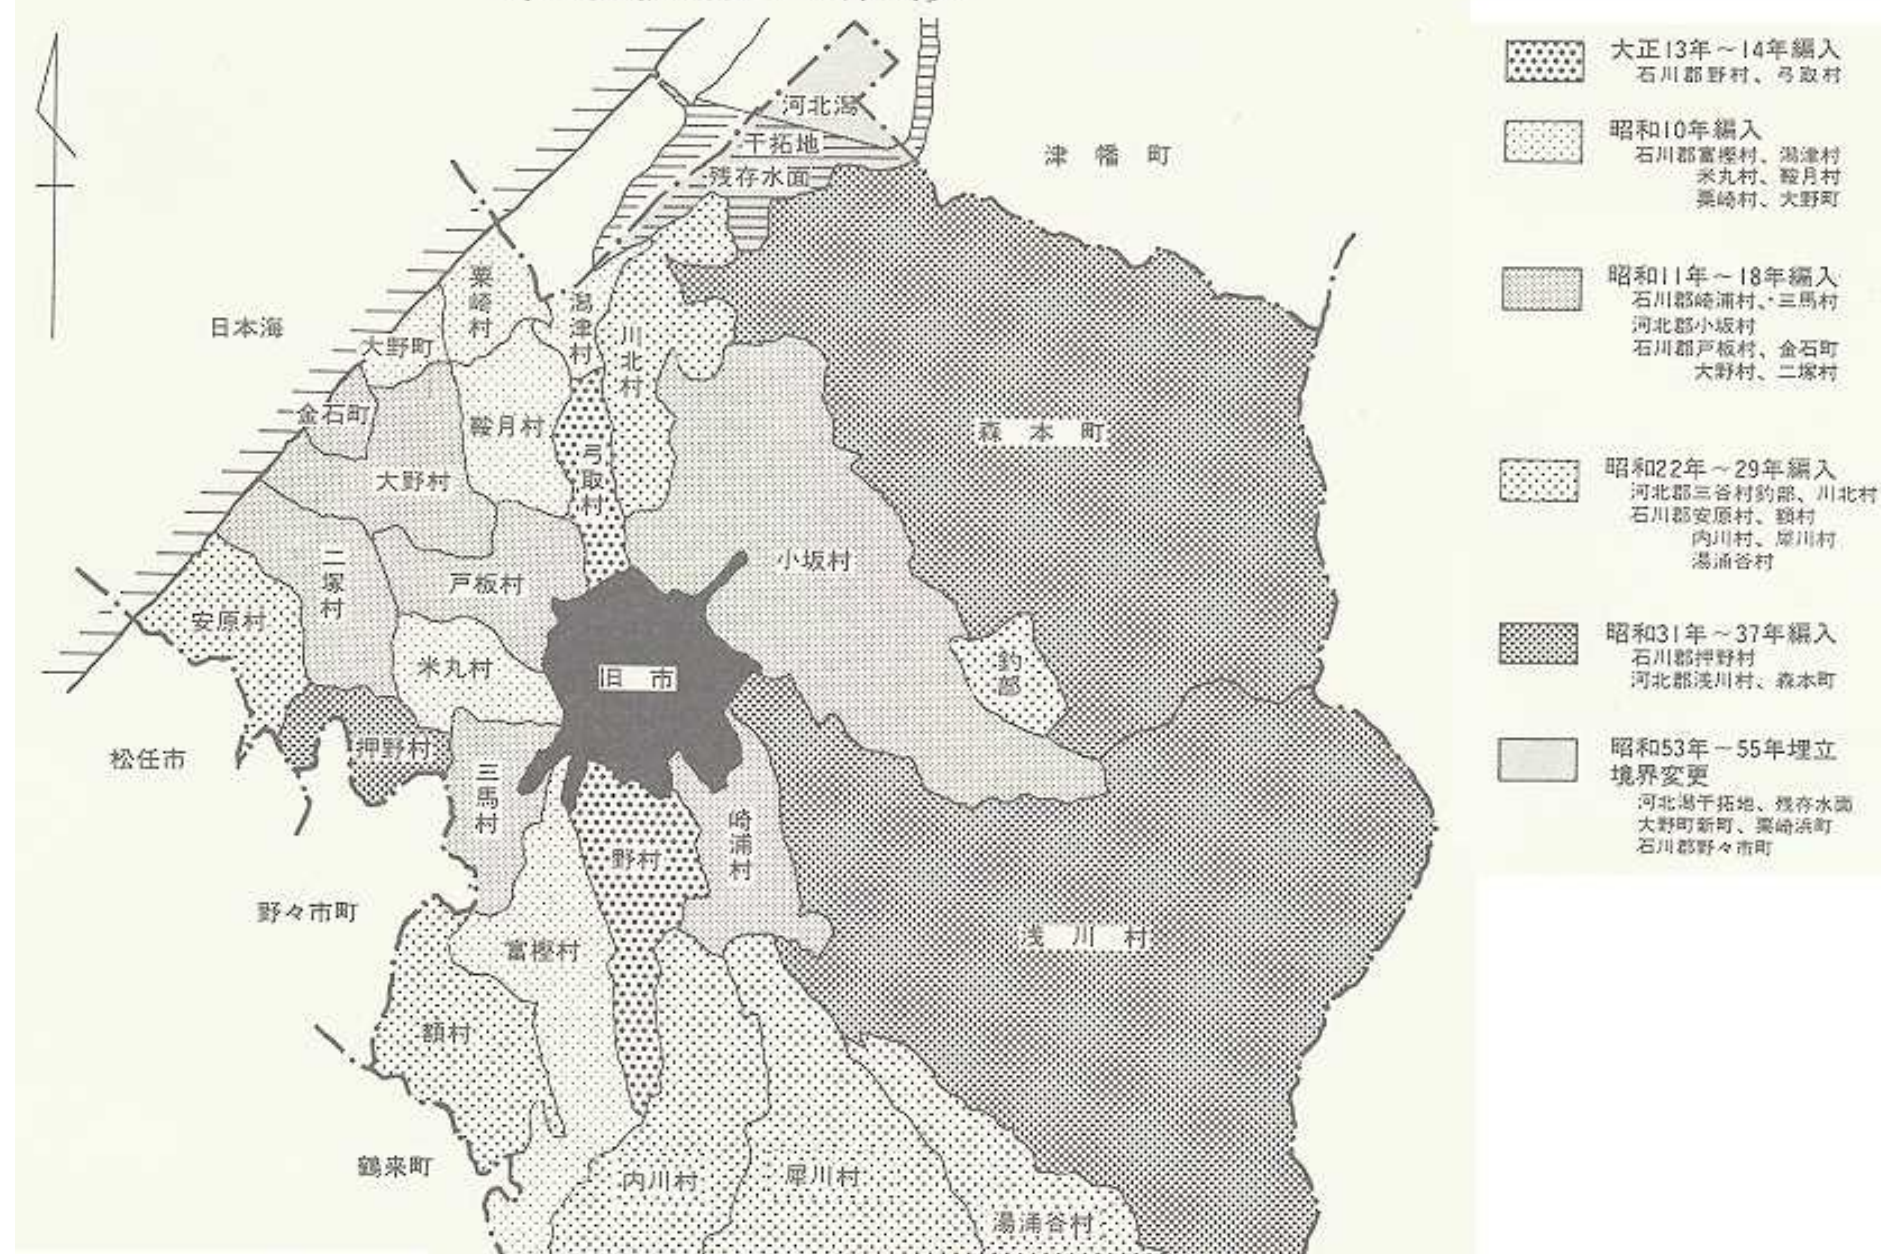 河北潟
干拓地
残存水面
津幡町
粟崎村
潟津村
川北村
日本海
大野町
金石町
鞍月村
森本町
弓取村
大野村
小坂村
二塚村
戸板村
安原村
米丸村
旧市
釣部
押野村
松任市
三馬村
崎浦村
野村
野々市町
富樫村
浅川村
額村
鶴来町
内川村
犀川村
湯涌谷村
大正13年〜14年編入
石川郡野村、弓取村
昭和10年編入
石川郡富樫村、潟津村
米丸村、鞍月村
粟崎村、大野町
昭和11年〜18年編入
石川郡崎浦村、三馬村
河北郡小坂村
石川郡戸板村、金石町
大野村、二塚村
昭和22年〜29年編入
河北郡三谷村釣部、川北村
石川郡安原村、額村
内川村、犀川村
湯涌谷村
昭和31年〜37年編入
石川郡押野村
河北郡浅川村、森本町
昭和53年〜55年埋立
境界変更
河北潟干拓地、残存水面
大野町新町、粟崎浜町
石川郡野々市町